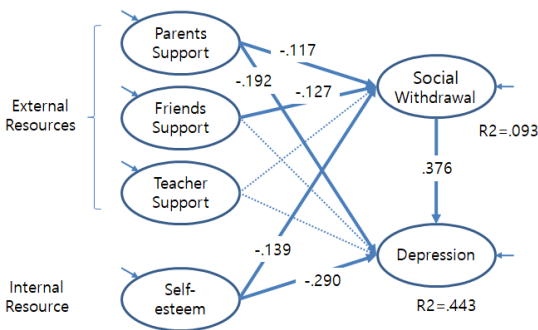 Parents
Support
-.117
-.192
Social
Withdrawal
External
Resources
Friends
Support
-.127
R2=.093
Teacher
Support
.376
-.139
Depression
Internal
Resource
Self-
esteem
-.290
R2=.443